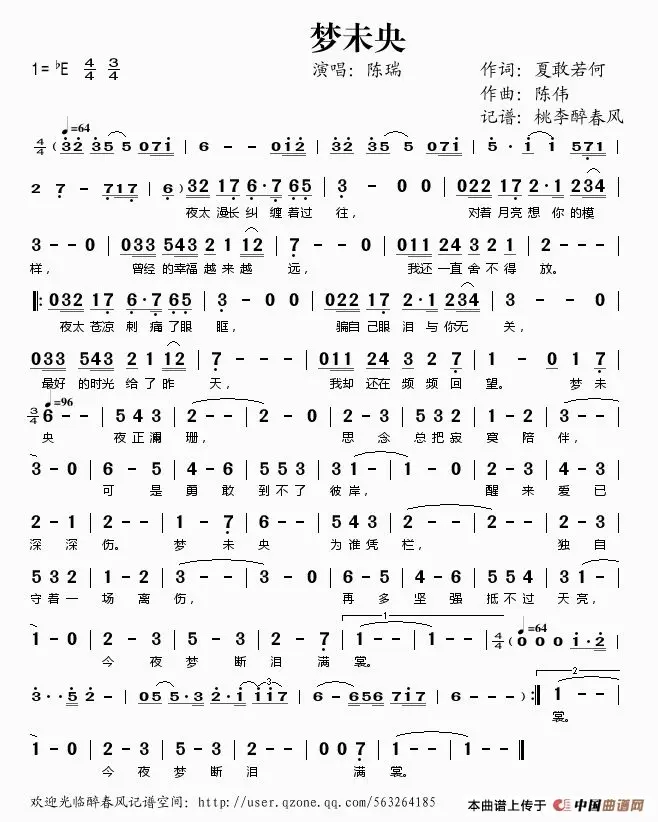 梦未央
1=♭E 4/4 3/4 演唱：陈瑞 作词：夏敢若何
作曲：陈伟
记谱：桃李醉春风
♩=64
4/4 (32 35 5 071 | 6 - - 012 | 32 35 5 071 | 5 · i i 571 |
2 7 - 717 | 6) 32 17 6·7 65 | 3 - 0 0 | 022 17 2·1 234 |
夜太 漫长 纠 缠 着过 往， 对着 月亮 想 你的模
3 - - 0 | 033 543 2 1 12 | 7 - - 0 | 011 24 3 2 1 | 2 - - - |
样， 曾经 的幸福 越 来 越 远， 我还 一直 舍 不 得 放。
‖: 032 17 6·7 65 | 3 - 0 0 | 022 17 2·1 234 | 3 - - 0 |
夜太 苍凉 刺 痛 了眼 眶， 骗自 己眼 泪 与 你无 关，
033 543 2 1 12 | 7 - - - | 011 24 3 2 7 | 1 - 0 1 7 |
最好 的时光 给 了 昨 天， 我却 还在 频 频 回 望。 梦 未
♩=96
3/4 6 - - | 5 4 3 | 2 - - | 2 - 0 | 2 - 3 | 5 3 2 | 1 - 2 | 3 - - |
央 夜 正 澜 珊， 思 念 总 把 寂 寞 陪 伴，
3 - 0 | 6 - 5 | 4 - 6 | 5 5 3 | 3 1 - | 1 - 0 | 2 - 3 | 4 - 3 |
可 是 勇 敢 到 不 了 彼 岸， 醒 来 爱 已
2 - 1 | 2 - - | 1 - 7 | 6 - - | 5 4 3 | 2 - - | 2 - 0 | 2 - 3 |
深 深 伤。 梦 未 央 为 谁 凭 栏， 独 自
5 3 2 | 1 - 2 | 3 - - | 3 - 0 | 6 - 5 | 4 - 6 | 5 5 4 | 3 1 - |
守 着 一 场 离 伤， 再 多 坚 强 抵 不 过 天 亮，
1 - 0 | 2 - 3 | 5 - 3 | 2 - 7 | 1. 1 - - | 1 - - | 4/4 ♩=64 (0 0 0 1·2 |
今 夜 梦 断 泪 满 裳。
3··5 2 - | 05 5·3 2·1 117 | 6 - 656 717 | 6 - - -) :‖ 2. 1 - - |
裳。
1 - 0 | 2 - 3 | 5 - 3 | 2 - 0 | 0 0 7 | 1 - - | 1 - - ‖
今 夜 梦 断 泪 满 裳。
欢迎光临醉春风记谱空间：http://user.qzone.qq.com/563264185 本曲谱上传于 中国曲谱网